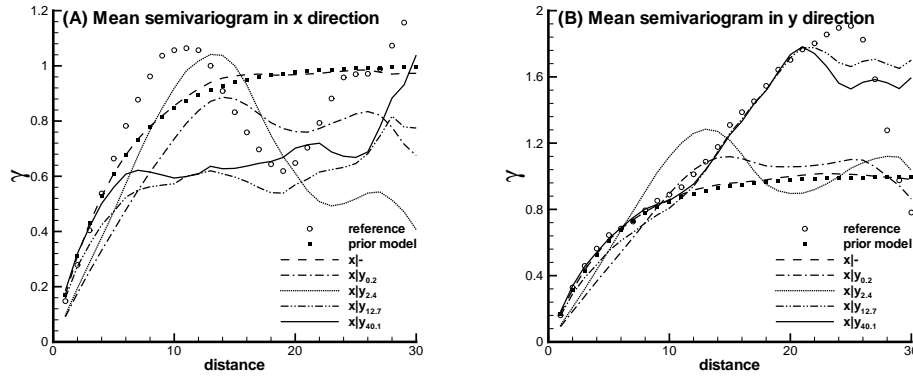 (A) Mean semivariogram in x direction
1.2
1
0.8
0.6
0.4
0.2
0
γ
0 10 20 30
distance
reference
prior model
x|-
x|y0.2
x|y2.4
x|y12.7
x|y40.1
(B) Mean semivariogram in y direction
2
1.6
1.2
0.8
0.4
0
γ
0 10 20 30
distance
reference
prior model
x|-
x|y0.2
x|y2.4
x|y12.7
x|y40.1